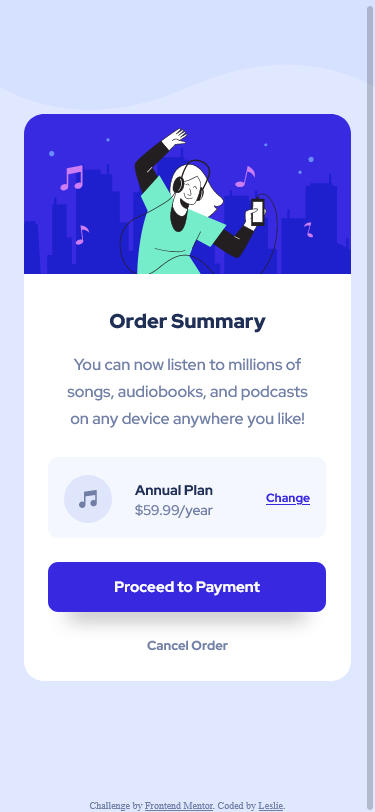 Order Summary
You can now listen to millions of
songs, audiobooks, and podcasts
on any device anywhere you like!
Annual Plan
$59.99/year
Change
Proceed to Payment
Cancel Order
Challenge by Frontend Mentor. Coded by Leslie.